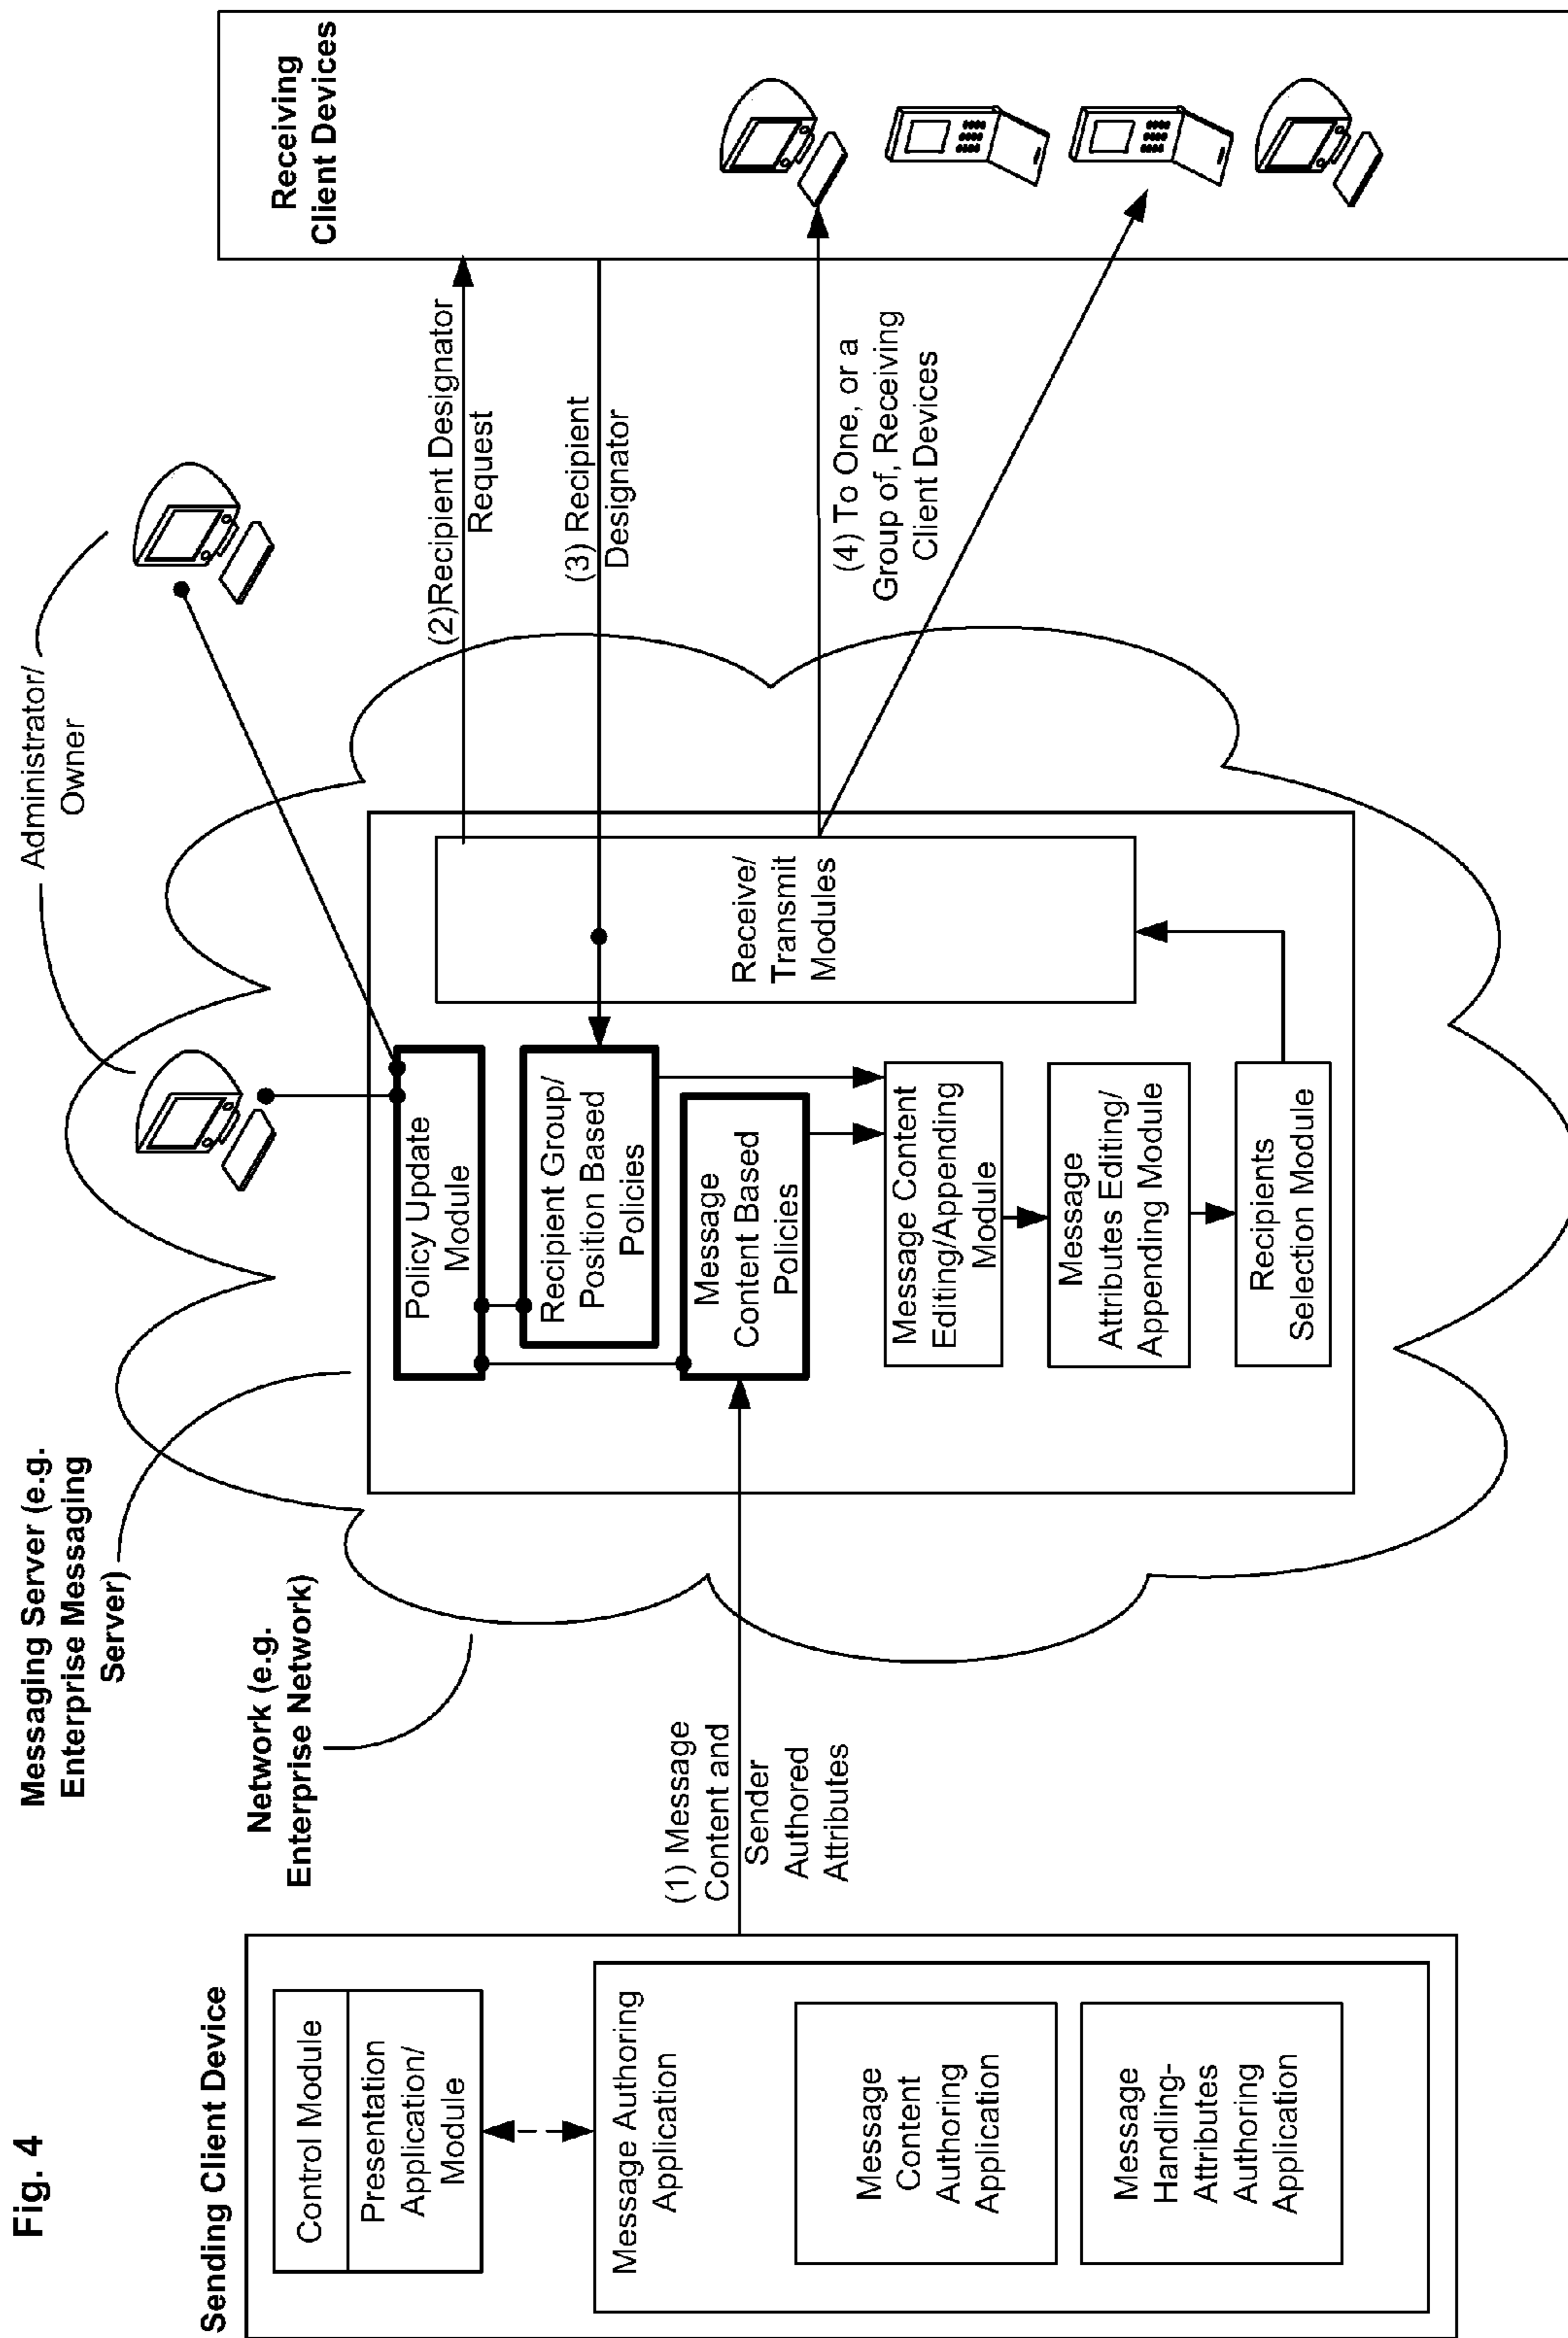 Fig. 4
Sending Client Device
Control Module
Presentation
Application/
Module
Message Authoring
Application
Message
Content
Authoring
Application
Message
Handling-
Attributes
Authoring
Application
(1) Message
Content and
Sender
Authored
Attributes
Messaging Server (e.g.
Enterprise Messaging
Server)
Network (e.g.
Enterprise Network)
Administrator/
Owner
Policy Update
Module
Recipient Group/
Position Based
Policies
Message
Content Based
Policies
Message Content
Editing/Appending
Module
Message
Attributes Editing/
Appending Module
Recipients
Selection Module
Receive/
Transmit
Modules
(2)Recipient Designator
Request
(3) Recipient
Designator
(4) To One, or a
Group of, Receiving
Client Devices
Receiving
Client Devices